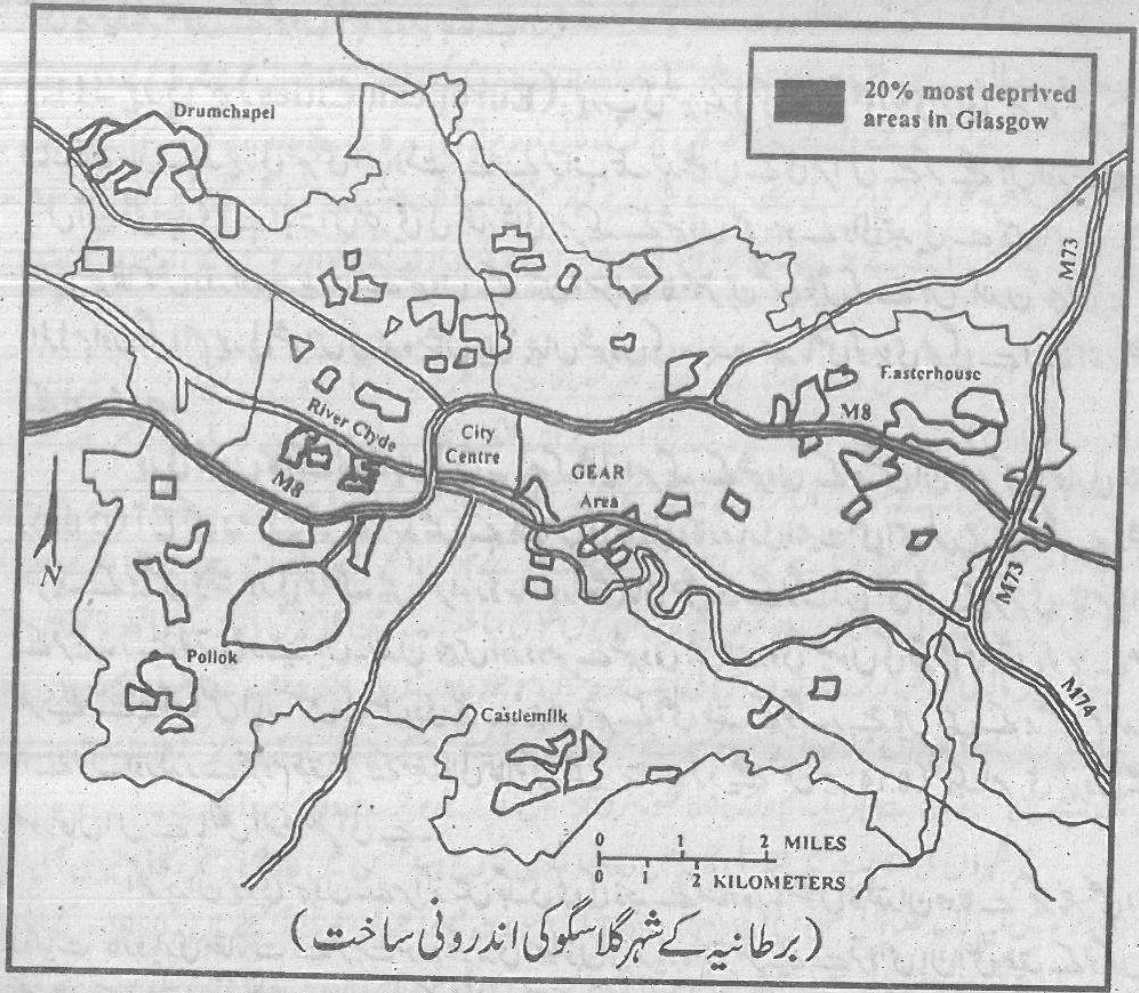 20% most deprived
areas in Glasgow
Drumchapel
M73
Easterhouse
M8
River Clyde
City
Centre
GEAR
Area
M8
N
M73
Pollok
M74
Castlemilk
0 1 2 MILES
0 1 2 KILOMETERS
(برطانیہ کے شہر گلاسگو کی اندرونی ساخت)